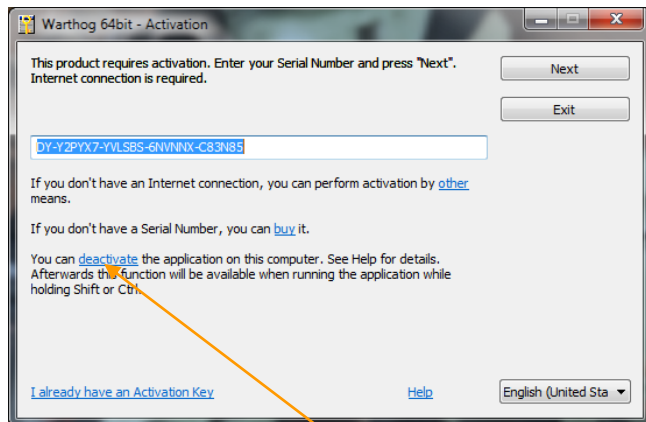 Warthog 64bit - Activation
This product requires activation. Enter your Serial Number and press "Next".
Internet connection is required.
Next
Exit
DY-Y2PYX7-YVLSBS-6NVNNX-C83N85
If you don't have an Internet connection, you can perform activation by other
means.
If you don't have a Serial Number, you can buy it.
You can deactivate the application on this computer. See Help for details.
Afterwards this function will be available when running the application while
holding Shift or Ctrl.
I already have an Activation Key
Help
English (United Sta